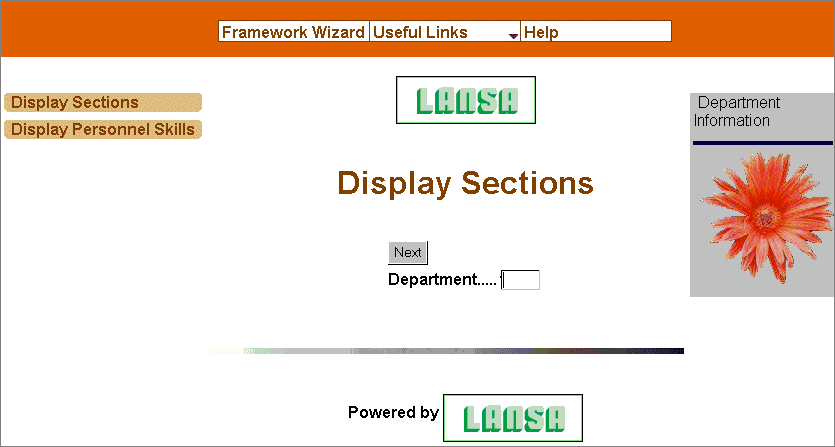 Framework Wizard Useful Links Help
LANSA
Display Sections
Display Personnel Skills
Department
Information
Display Sections
Next
Department.....
Powered by LANSA